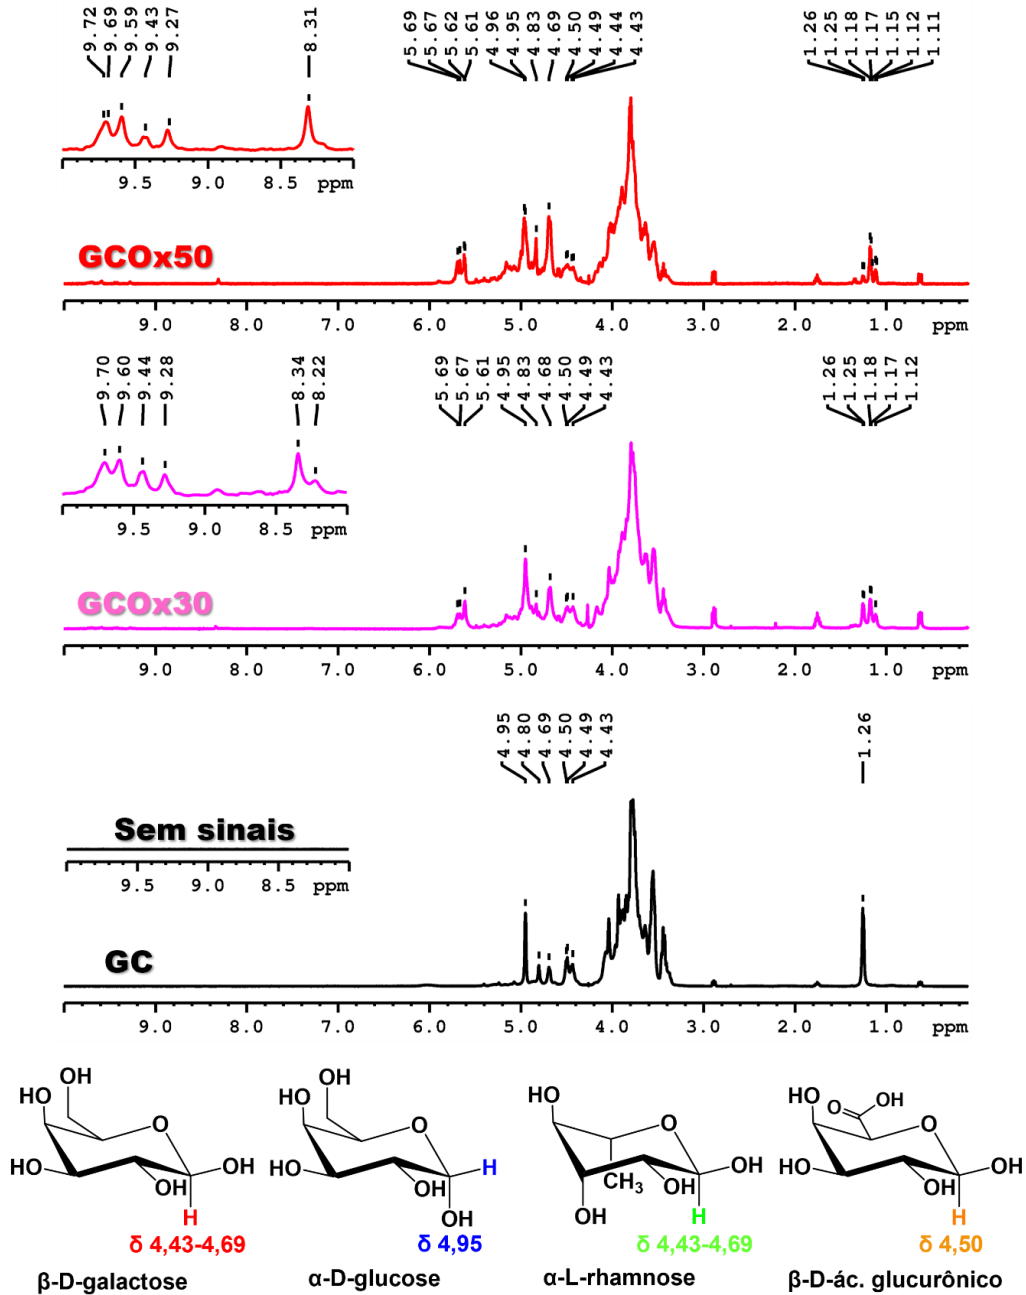 9.72 9.69 9.59 9.43 9.27 8.31 5.69 5.67 5.62 5.61 4.96 4.95 4.83 4.69 4.50 4.49 4.44 4.43 1.26 1.25 1.18 1.17 1.15 1.12 1.11
9.5 9.0 8.5 ppm
GCOx50
9.0 8.0 7.0 6.0 5.0 4.0 3.0 2.0 1.0 ppm
9.70 9.60 9.44 9.28 8.34 8.22 5.69 5.67 5.61 4.95 4.83 4.68 4.50 4.49 4.43 1.26 1.25 1.18 1.17 1.12
9.5 9.0 8.5 ppm
GCOx30
9.0 8.0 7.0 6.0 5.0 4.0 3.0 2.0 1.0 ppm
4.95 4.80 4.69 4.50 4.49 4.43 1.26
Sem sinais
9.5 9.0 8.5 ppm
GC
9.0 8.0 7.0 6.0 5.0 4.0 3.0 2.0 1.0 ppm
OH
HO
O
HO
OH
OH
H
δ 4,43-4,69
β-D-galactose
OH
HO
O
HO
H
OH
OH
δ 4,95
α-D-glucose
HO
O
OH
CH3
OH
OH
H
δ 4,43-4,69
α-L-rhamnose
HO
O
OH
O
HO
OH
OH
H
δ 4,50
β-D-ác. glucurônico